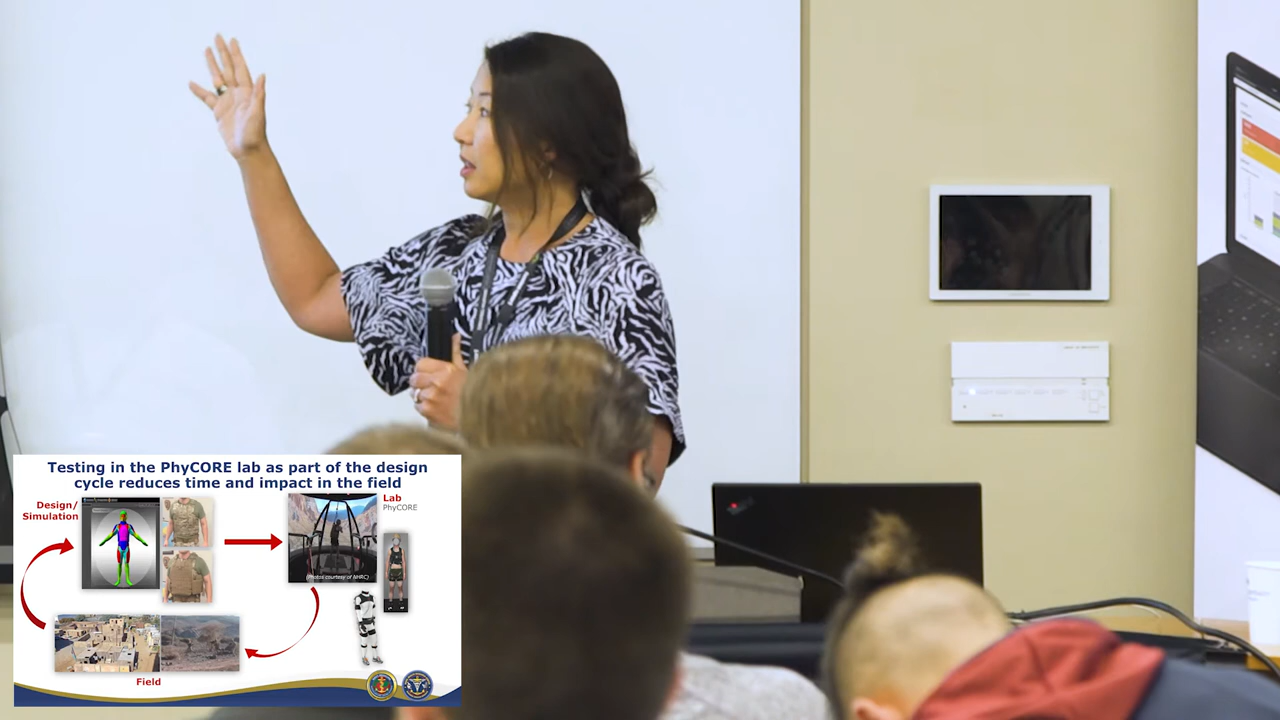 Testing in the PhyCORE lab as part of the design
cycle reduces time and impact in the field
Design/
Simulation
Lab
PhyCORE
(Photos courtesy of NHRC)
Field